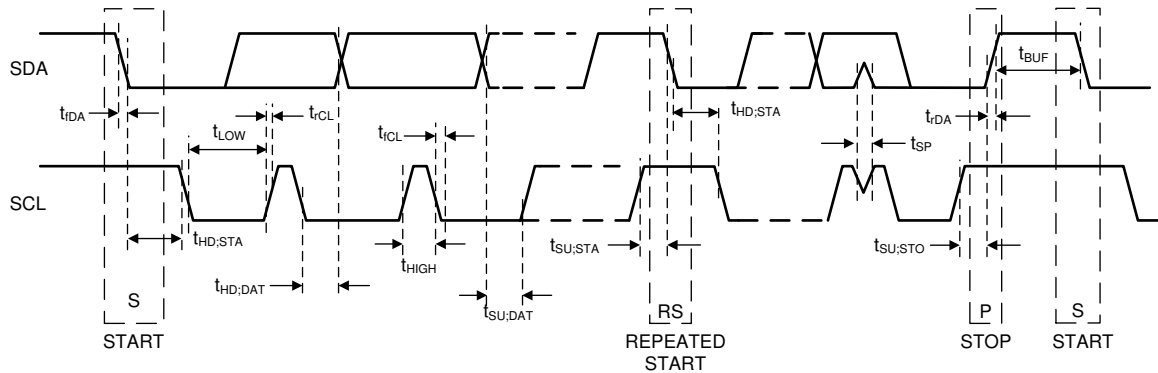 SDA
t_BUF
t_fDA
t_rCL
t_LOW
t_fCL
t_HD;STA
t_rDA
t_SP
SCL
t_HD;STA
t_SU;STA
t_SU;STO
t_HIGH
t_HD;DAT
t_SU;DAT
S
RS
P
S
START
REPEATED
START
STOP
START